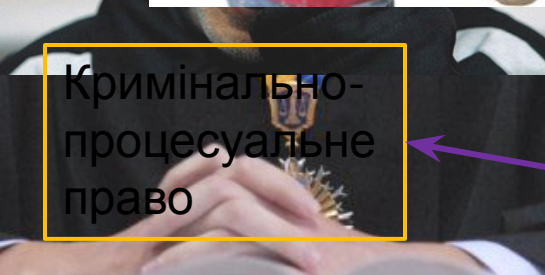 Кримінально-
процесуальне
право